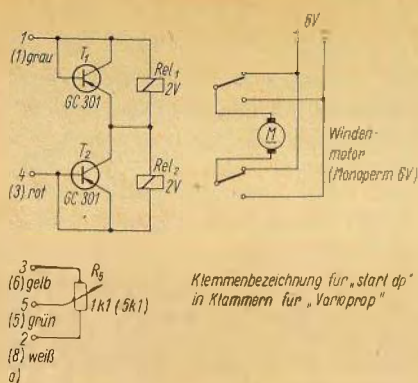 1
(1) grau
T1
GC 301
Rel1
2V
4
(3) rot
T2
GC 301
Rel2
2V
6V
M
Winden-
motor
(Monoperm 6V)
3
(6) gelb
5
(5) grün
2
(8) weiß
R5
1k1 (5k1)
a)
Klemmenbezeichnung für „start dp"
in Klammern für „Varioprop"